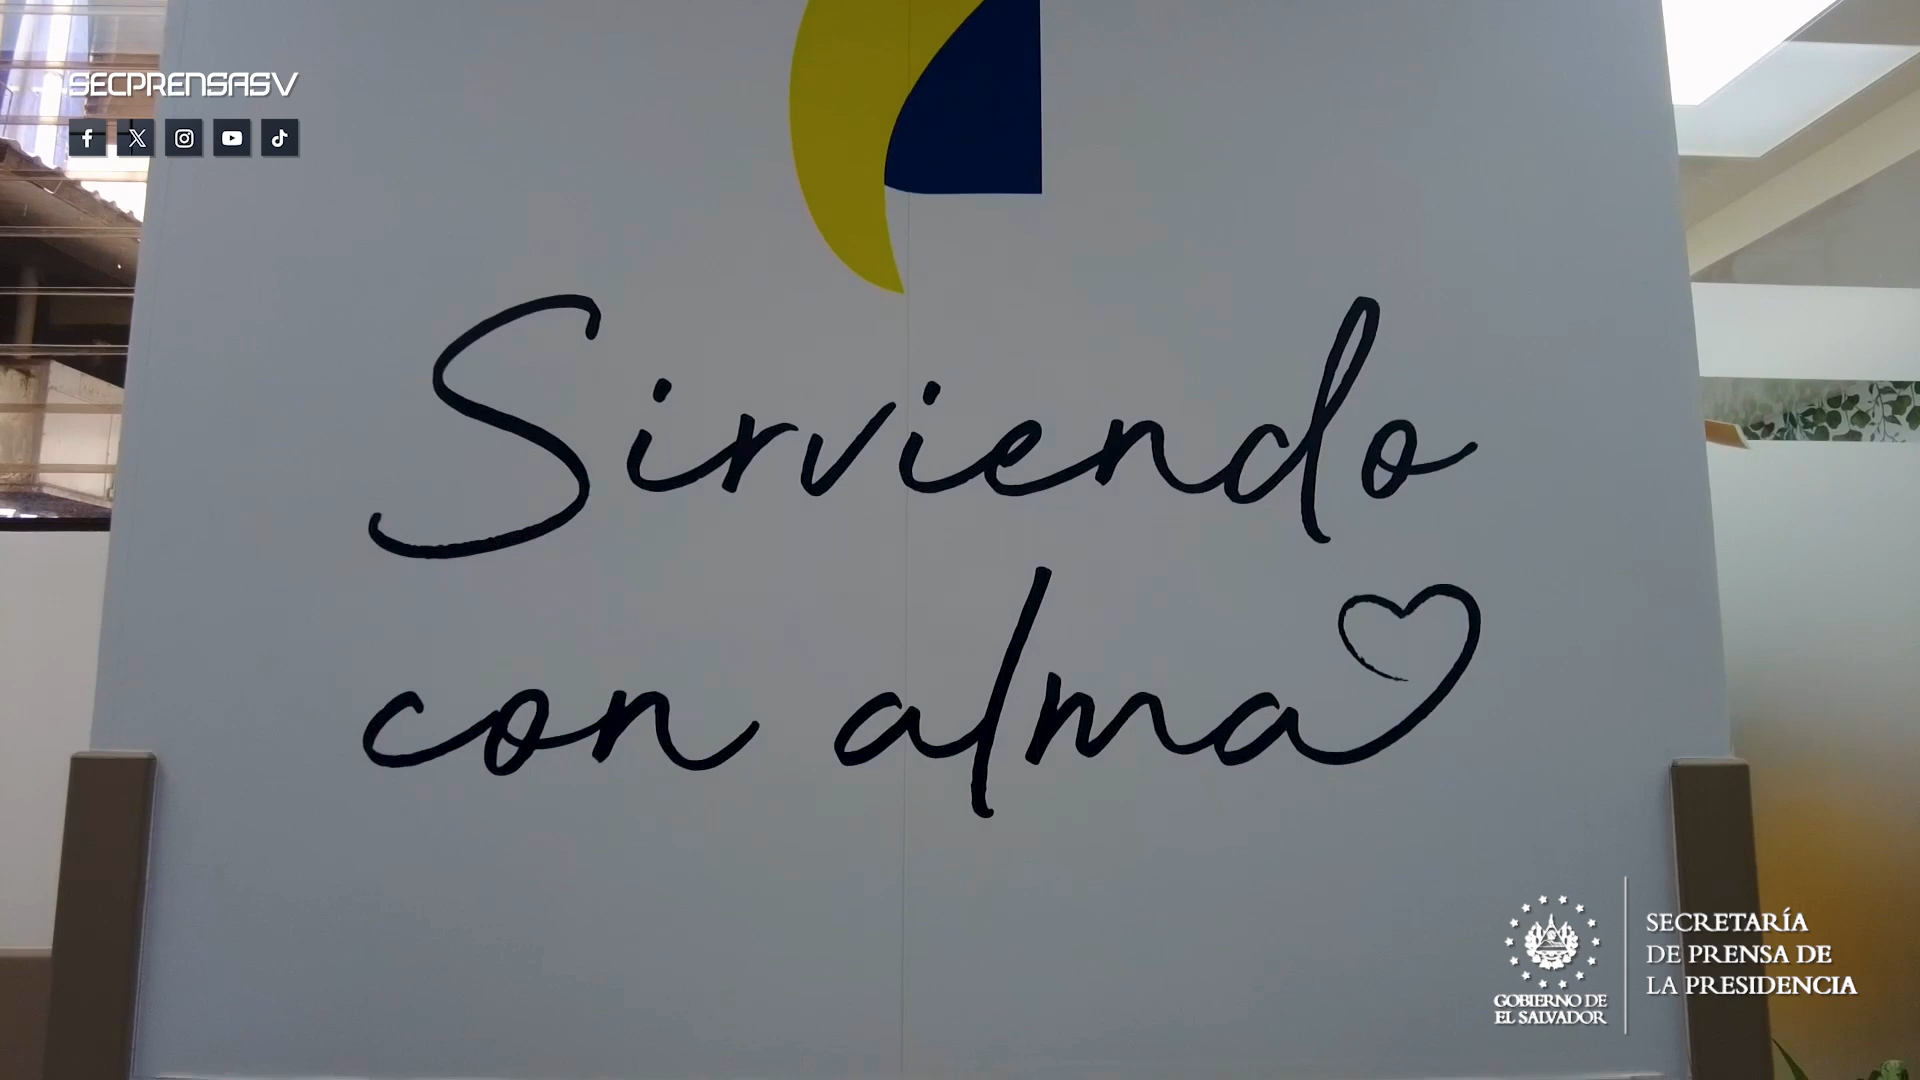 SECPRENSASV
Sirviendo
con alma
GOBIERNO DE
EL SALVADOR
SECRETARÍA
DE PRENSA DE
LA PRESIDENCIA